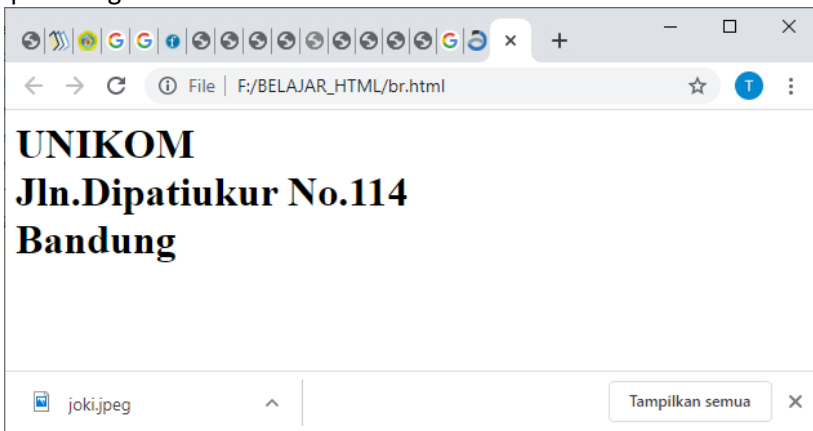 File | F:/BELAJAR_HTML/br.html
T
UNIKOM
Jln.Dipatiukur No.114
Bandung
joki.jpeg
Tampilkan semua